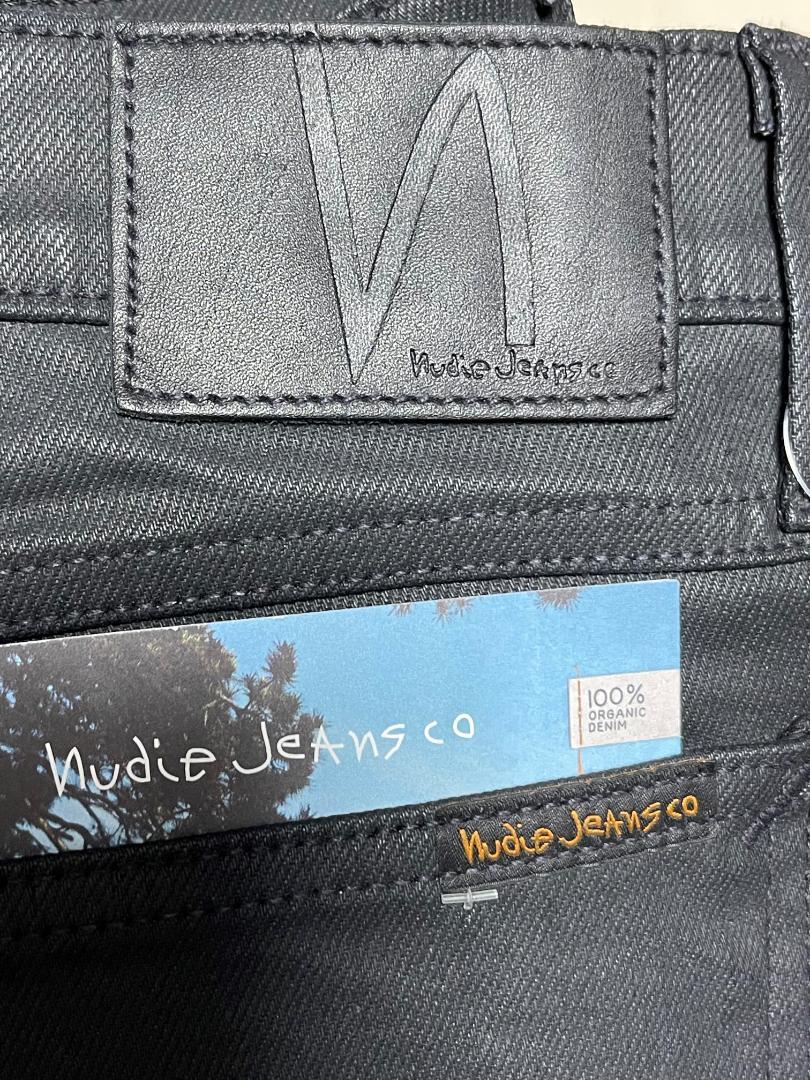 Nudie Jeans co
Nudie Jeans co
100%
ORGANIC
DENIM
Nudie Jeans co